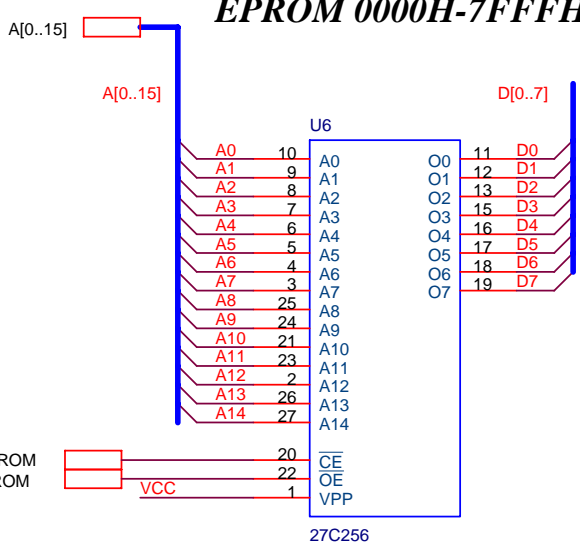 EPROM 0000H-7FFFH
A[0..15]
A[0..15]
D[0..7]
U6
A0 10 A0 O0 11 D0
A1 9 A1 O1 12 D1
A2 8 A2 O2 13 D2
A3 7 A3 O3 15 D3
A4 6 A4 O4 16 D4
A5 5 A5 O5 17 D5
A6 4 A6 O6 18 D6
A7 3 A7 O7 19 D7
A8 25 A8
A9 24 A9
A10 21 A10
A11 23 A11
A12 2 A12
A13 26 A13
A14 27 A14
ROM 20 CE
ROM 22 OE
VCC 1 VPP
27C256